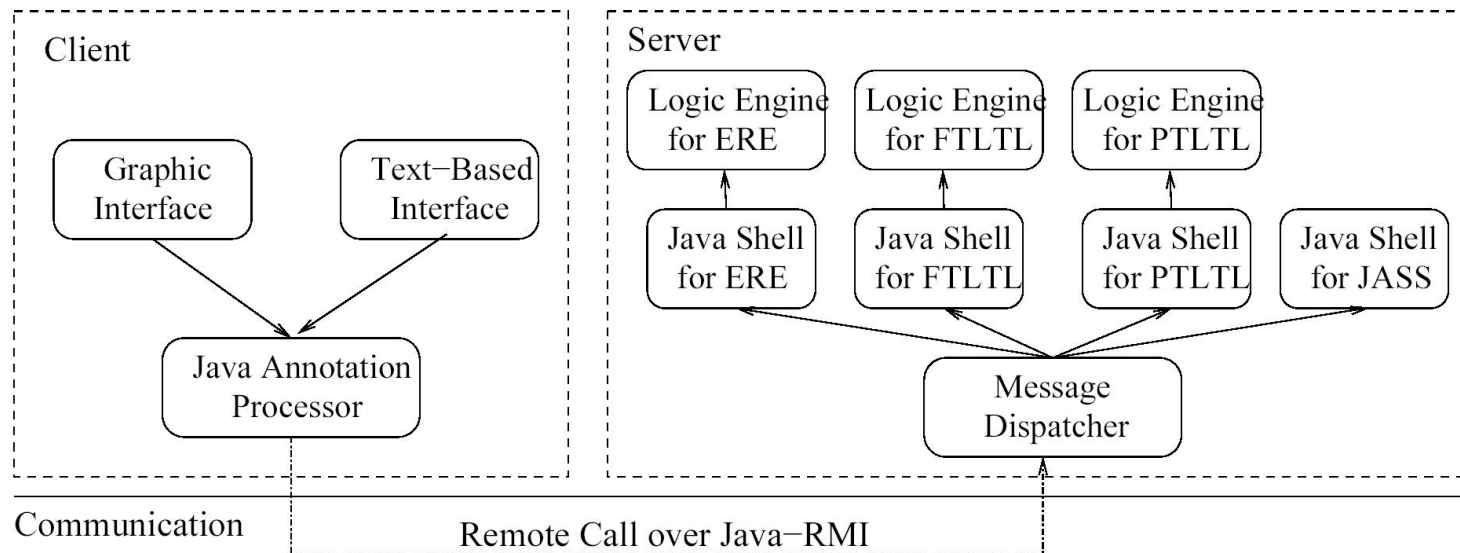 Client
Graphic
Interface
Text−Based
Interface
Java Annotation
Processor
Server
Logic Engine
for ERE
Logic Engine
for FTLTL
Logic Engine
for PTLTL
Java Shell
for ERE
Java Shell
for FTLTL
Java Shell
for PTLTL
Java Shell
for JASS
Message
Dispatcher
Communication
Remote Call over Java−RMI